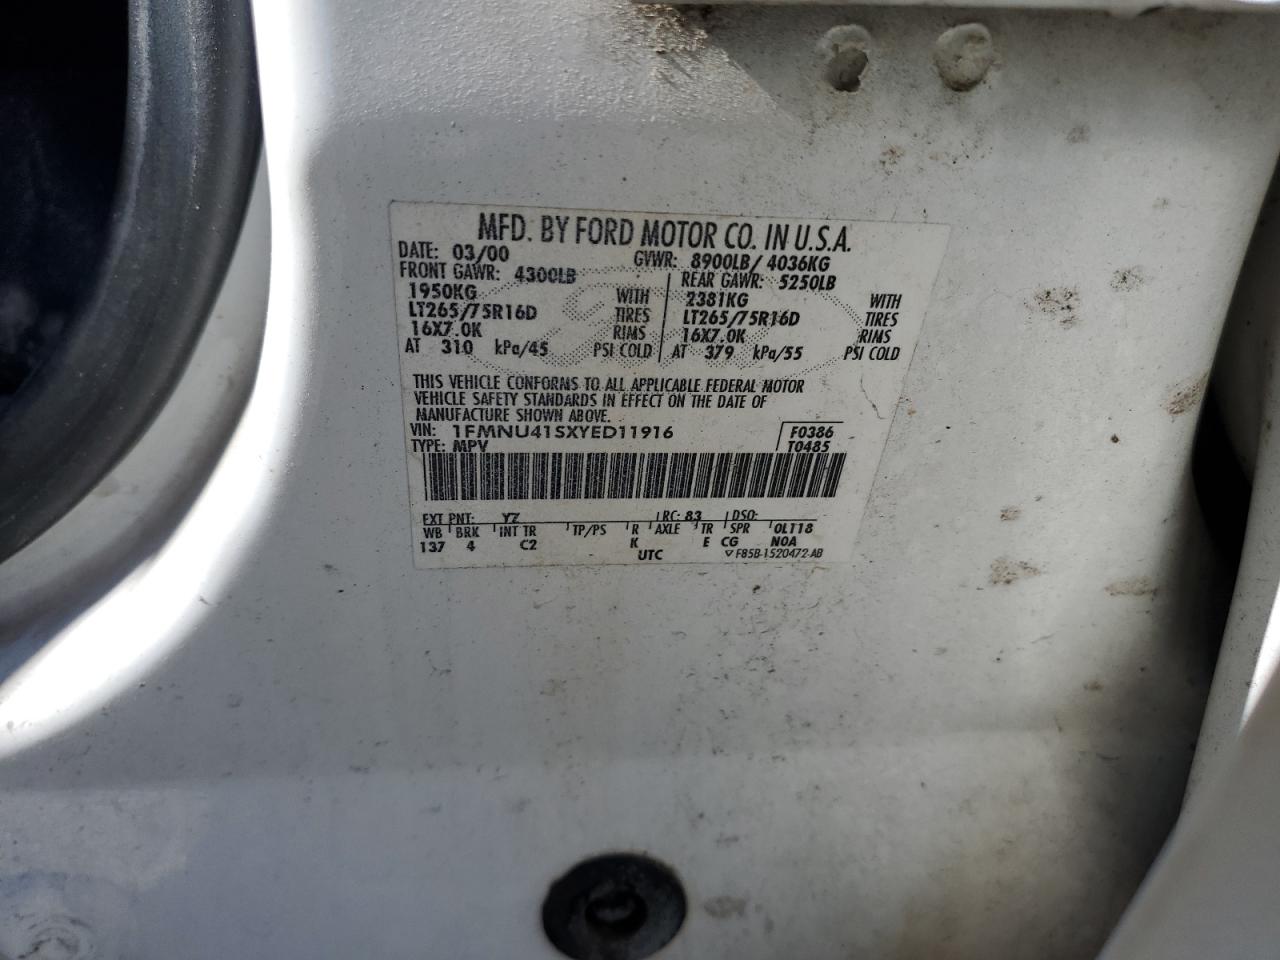 MFD. BY FORD MOTOR CO. IN U.S.A.
DATE: 03/00 GVWR: 8900LB/ 4036KG
FRONT GAWR: 4300LB REAR GAWR: 5250LB
1950KG WITH 2381KG WITH
LT265/75R16D TIRES LT265/75R16D TIRES
16X7.0K RIMS 16X7.0K RIMS
AT 310 kPa/45 PSI COLD AT 379 kPa/55 PSI COLD
THIS VEHICLE CONFORMS TO ALL APPLICABLE FEDERAL MOTOR
VEHICLE SAFETY STANDARDS IN EFFECT ON THE DATE OF
MANUFACTURE SHOWN ABOVE.
VIN: 1FMNU41SXYED11916 F0386
TYPE: MPV T0485
EXT PNT: YZ RC: 83 DSO:
WB BRK INT TR TP/PS R AXLE TR SPR OLT18
137 4 C2 K E CG NOA
UTC ▽ F85B-1520472-AB